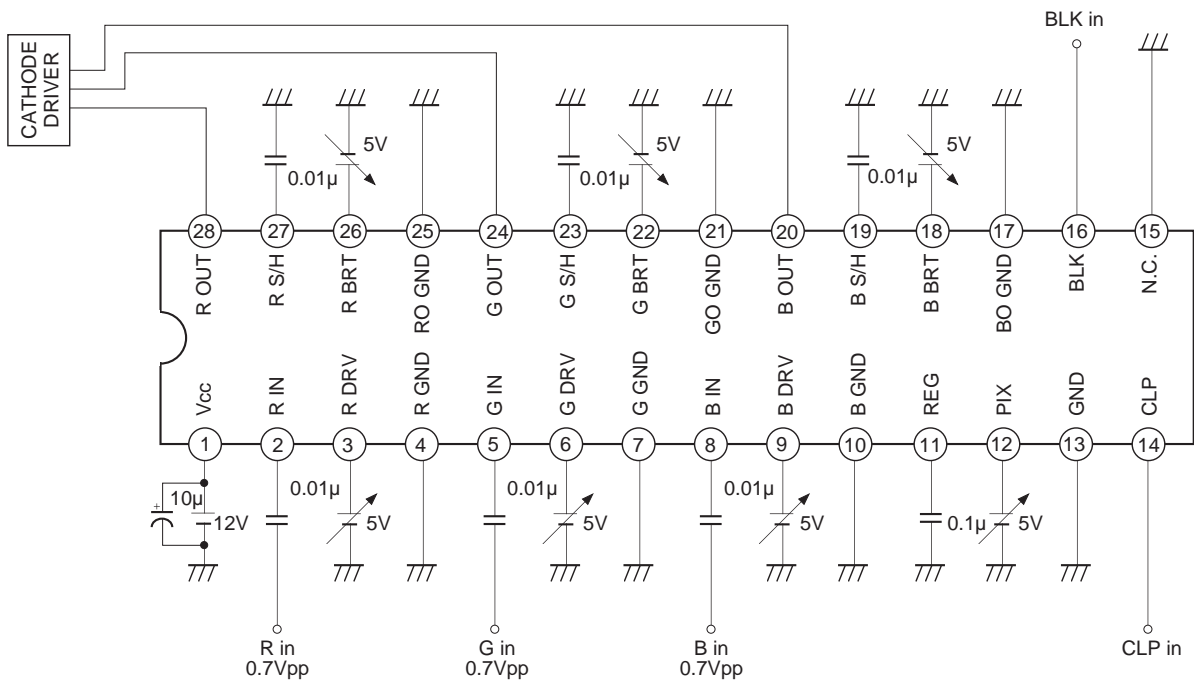 BLK in
CATHODE
DRIVER
5V
5V
5V
0.01µ
0.01µ
0.01µ
28 27 26 25 24 23 22 21 20 19 18 17 16 15
R OUT
R S/H
R BRT
RO GND
G OUT
G S/H
G BRT
GO GND
B OUT
B S/H
B BRT
BO GND
BLK
N.C.
Vcc
R IN
R DRV
R GND
G IN
G DRV
G GND
B IN
B DRV
B GND
REG
PIX
GND
CLP
1 2 3 4 5 6 7 8 9 10 11 12 13 14
10µ
+
12V
0.01µ
5V
0.01µ
5V
0.01µ
5V
0.1µ
5V
R in
0.7Vpp
G in
0.7Vpp
B in
0.7Vpp
CLP in